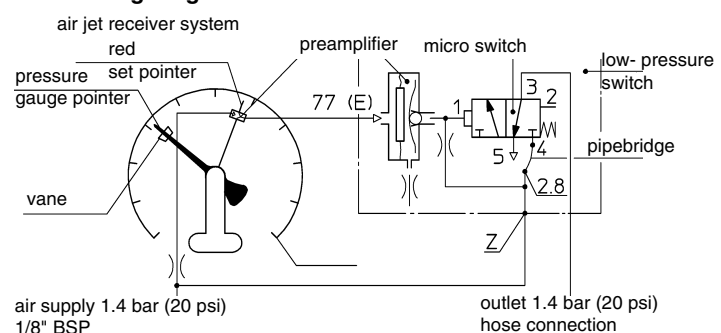 air jet receiver system
red
set pointer
preamplifier
micro switch
low- pressure
switch
pressure
gauge pointer
77 (E)
1
3
2
5
4
pipebridge
2.8
vane
Z
air supply 1.4 bar (20 psi)
1/8" BSP
outlet 1.4 bar (20 psi)
hose connection